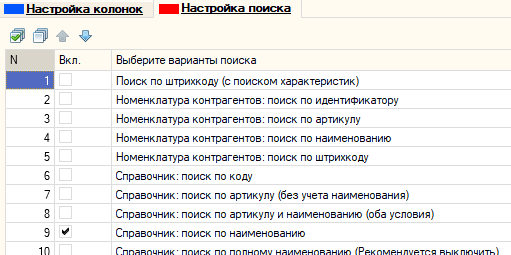 Настройка колонок Настройка поиска
N Вкл. Выберите варианты поиска
1 Поиск по штрихкоду (с поиском характеристик)
2 Номенклатура контрагентов: поиск по идентификатору
3 Номенклатура контрагентов: поиск по артикулу
4 Номенклатура контрагентов: поиск по наименованию
5 Номенклатура контрагентов: поиск по штрихкоду
6 Справочник: поиск по коду
7 Справочник: поиск по артикулу (без учета наименования)
8 Справочник: поиск по артикулу и наименованию (оба условия)
9 Справочник: поиск по наименованию
10 Справочник: поиск по полному наименованию (Рекомендуется выключить)